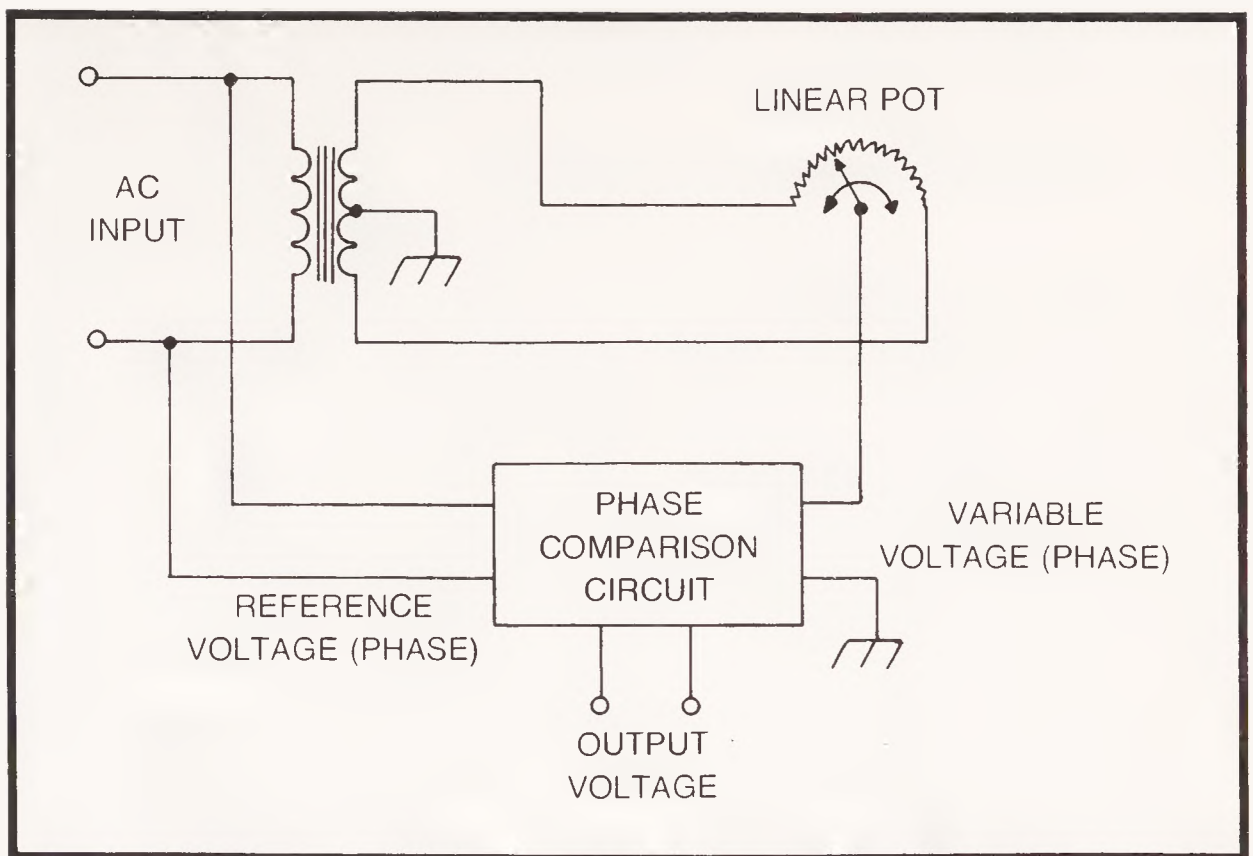 LINEAR POT
AC
INPUT
PHASE
COMPARISON
CIRCUIT
VARIABLE
VOLTAGE (PHASE)
REFERENCE
VOLTAGE (PHASE)
OUTPUT
VOLTAGE